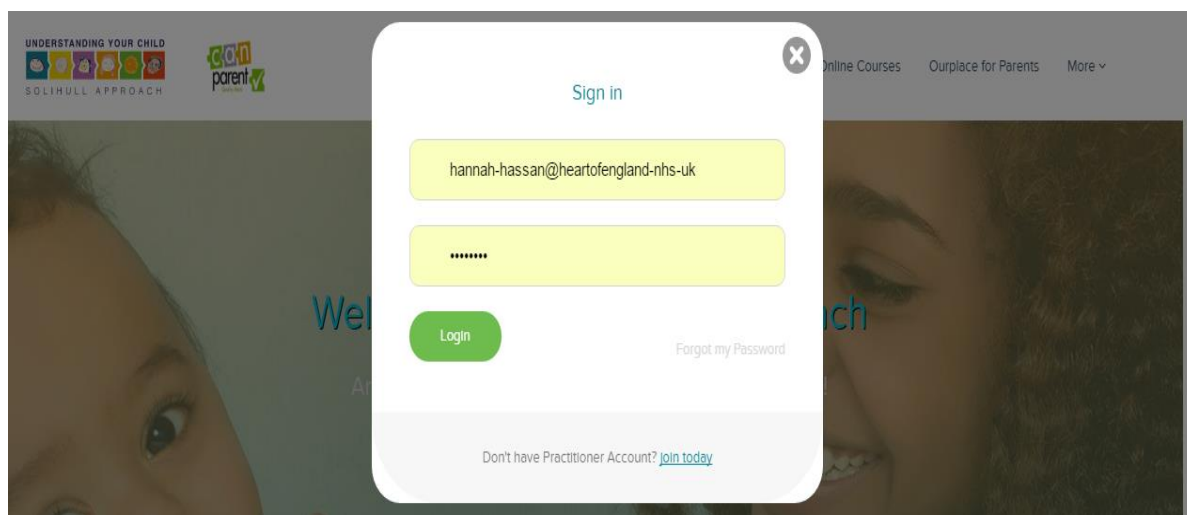 UNDERSTANDING YOUR CHILD
SOLIHULL APPROACH
can
parent
Online Courses
Ourplace for Parents
More
Sign in
hannah-hassan@heartofengland-nhs-uk
••••••••
Login
Forgot my Password
Don't have Practitioner Account? Join today
Wel
ach